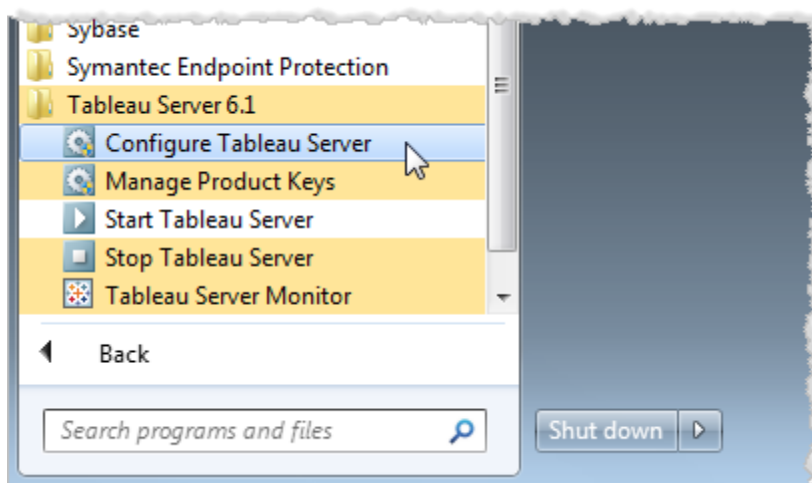 Sybase
Symantec Endpoint Protection
Tableau Server 6.1
Configure Tableau Server
Manage Product Keys
Start Tableau Server
Stop Tableau Server
Tableau Server Monitor
Back
Search programs and files
Shut down